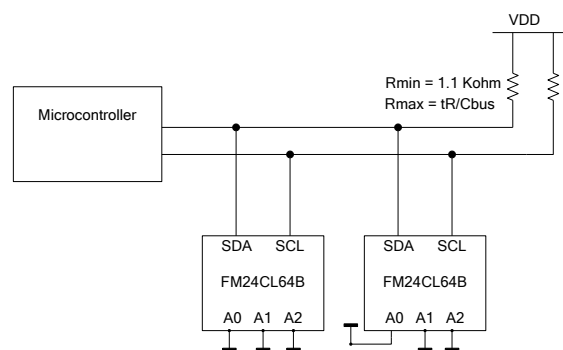 VDD
Rmin = 1.1 Kohm
Rmax = tR/Cbus
Microcontroller
SDA SCL
FM24CL64B
A0 A1 A2
SDA SCL
FM24CL64B
A0 A1 A2